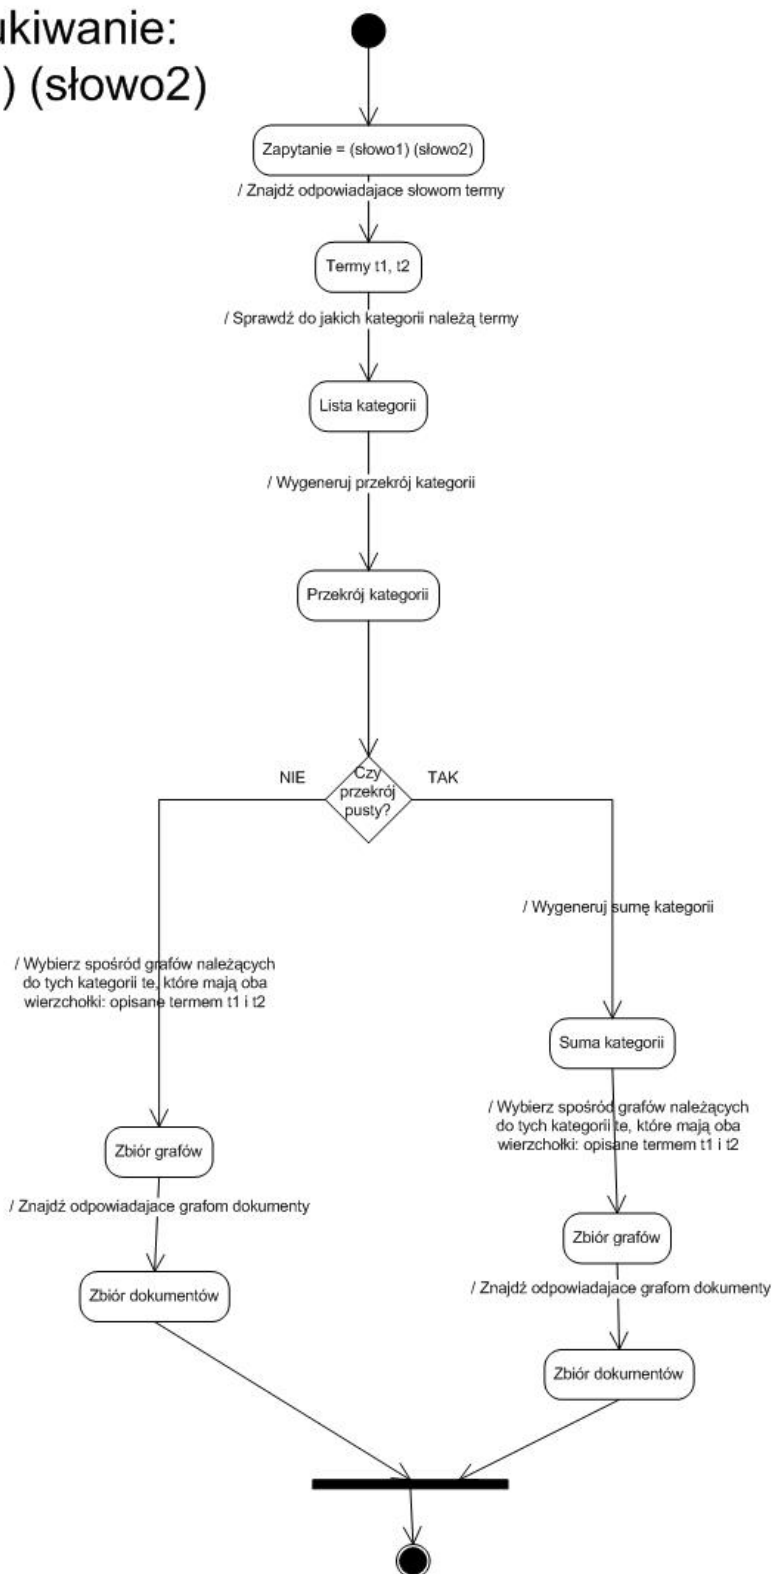 ukiwanie:
) (słowo2)
Zapytanie = (słowo1) (słowo2)
/ Znajdź odpowiadajace słowom termy
Termy t1, t2
/ Sprawdź do jakich kategorii należą termy
Lista kategorii
/ Wygeneruj przekrój kategorii
Przekrój kategorii
Czy
przekrój
pusty?
NIE
TAK
/ Wybierz spośród grafów należących
do tych kategorii te, które mają oba
wierzchołki: opisane termem t1 i t2
Zbiór grafów
/ Znajdź odpowiadajace grafom dokumenty
Zbiór dokumentów
/ Wygeneruj sumę kategorii
Suma kategorii
/ Wybierz spośród grafów należących
do tych kategorii te, które mają oba
wierzchołki: opisane termem t1 i t2
Zbiór grafów
/ Znajdź odpowiadajace grafom dokumenty
Zbiór dokumentów